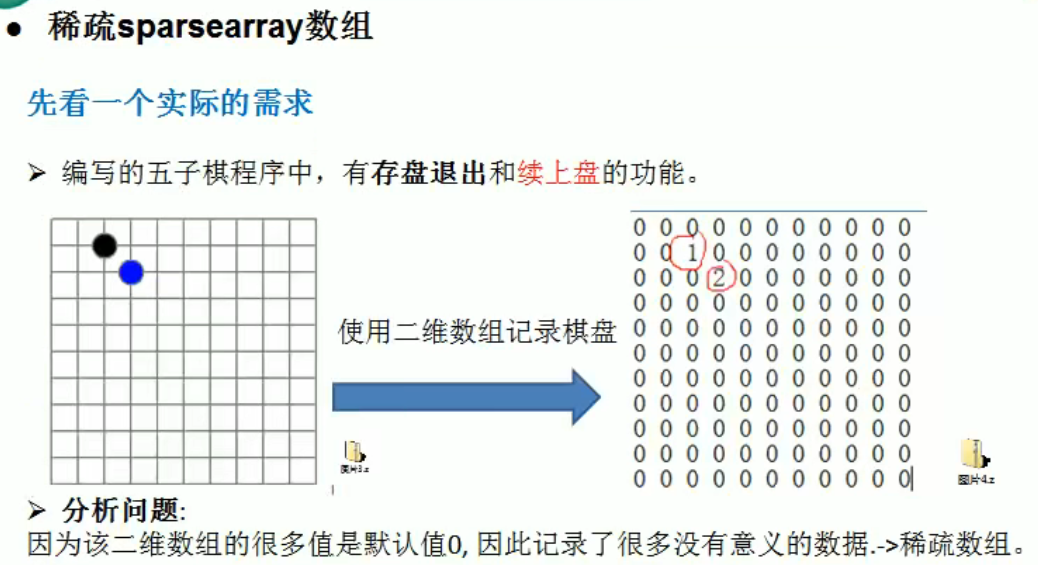 ● 稀疏sparsearray数组
先看一个实际的需求
➤ 编写的五子棋程序中，有存盘退出和续上盘的功能。
使用二维数组记录棋盘
0 0 0 0 0 0 0 0 0 0 0
0 0 1 0 0 0 0 0 0 0 0
0 0 0 2 0 0 0 0 0 0 0
0 0 0 0 0 0 0 0 0 0 0
0 0 0 0 0 0 0 0 0 0 0
0 0 0 0 0 0 0 0 0 0 0
0 0 0 0 0 0 0 0 0 0 0
0 0 0 0 0 0 0 0 0 0 0
0 0 0 0 0 0 0 0 0 0 0
0 0 0 0 0 0 0 0 0 0 0
0 0 0 0 0 0 0 0 0 0 0
图片3.z
图片4.z
➤ 分析问题:
因为该二维数组的很多值是默认值0, 因此记录了很多没有意义的数据.->稀疏数组。